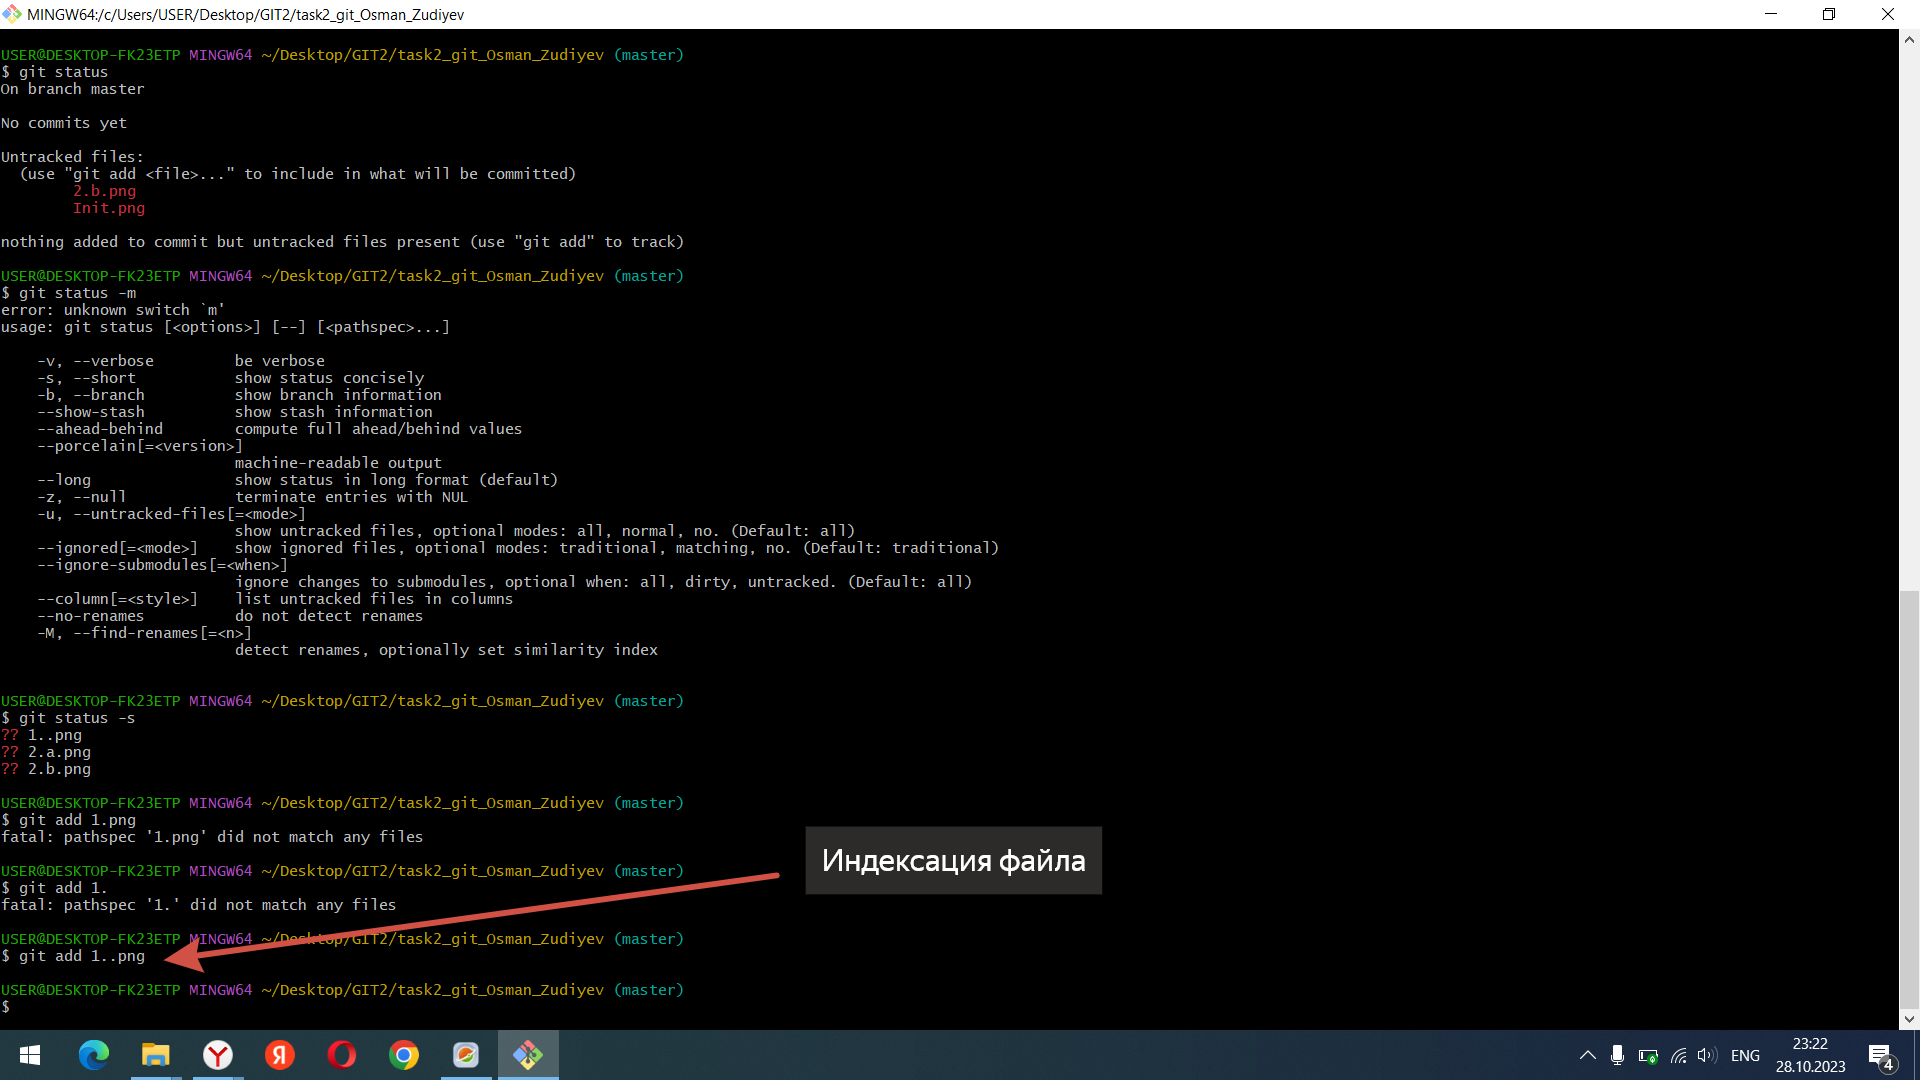 MINGW64:/c/Users/USER/Desktop/GIT2/task2_git_Osman_Zudiyev
USER@DESKTOP-FK23ETP MINGW64 ~/Desktop/GIT2/task2_git_Osman_Zudiyev (master)
$ git status
On branch master
No commits yet
Untracked files:
(use "git add <file>..." to include in what will be committed)
2.b.png
Init.png
nothing added to commit but untracked files present (use "git add" to track)
USER@DESKTOP-FK23ETP MINGW64 ~/Desktop/GIT2/task2_git_Osman_Zudiyev (master)
$ git status -m
error: unknown switch `m'
usage: git status [<options>] [--] [<pathspec>...]
-v, --verbose be verbose
-s, --short show status concisely
-b, --branch show branch information
--show-stash show stash information
--ahead-behind compute full ahead/behind values
--porcelain[=<version>]
machine-readable output
--long show status in long format (default)
-z, --null terminate entries with NUL
-u, --untracked-files[=<mode>]
show untracked files, optional modes: all, normal, no. (Default: all)
--ignored[=<mode>] show ignored files, optional modes: traditional, matching, no. (Default: traditional)
--ignore-submodules[=<when>]
ignore changes to submodules, optional when: all, dirty, untracked. (Default: all)
--column[=<style>] list untracked files in columns
--no-renames do not detect renames
-M, --find-renames[=<n>]
detect renames, optionally set similarity index
USER@DESKTOP-FK23ETP MINGW64 ~/Desktop/GIT2/task2_git_Osman_Zudiyev (master)
$ git status -s
?? 1..png
?? 2.a.png
?? 2.b.png
USER@DESKTOP-FK23ETP MINGW64 ~/Desktop/GIT2/task2_git_Osman_Zudiyev (master)
$ git add 1.png
fatal: pathspec '1.png' did not match any files
USER@DESKTOP-FK23ETP MINGW64 ~/Desktop/GIT2/task2_git_Osman_Zudiyev (master)
Индексация файла
$ git add 1.
fatal: pathspec '1.' did not match any files
USER@DESKTOP-FK23ETP MINGW64 ~/Desktop/GIT2/task2_git_Osman_Zudiyev (master)
$ git add 1..png
USER@DESKTOP-FK23ETP MINGW64 ~/Desktop/GIT2/task2_git_Osman_Zudiyev (master)
$
ENG
23:22
28.10.2023
4